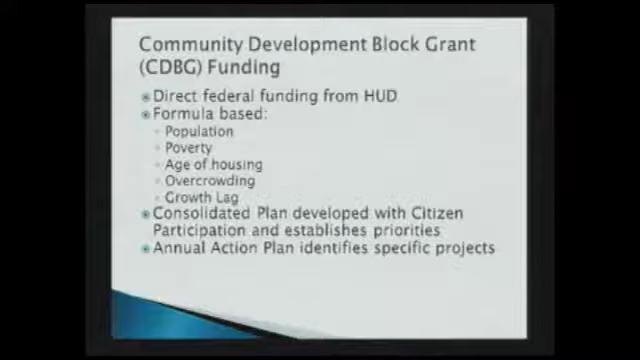 Community Development Block Grant
(CDBG) Funding
Direct federal funding from HUD
Formula based:
Population
Poverty
Age of housing
Overcrowding
Growth Lag
Consolidated Plan developed with Citizen
Participation and establishes priorities
Annual Action Plan identifies specific projects